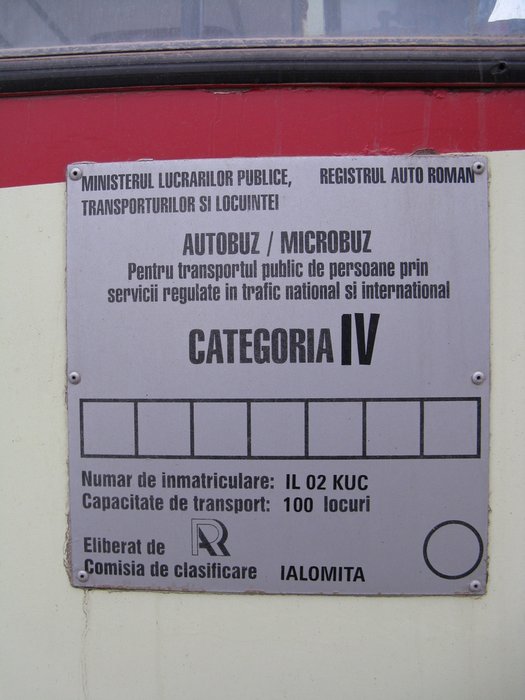 MINISTERUL LUCRARILOR PUBLICE, REGISTRUL AUTO ROMAN
TRANSPORTURILOR SI LOCUINTEI
AUTOBUZ / MICROBUZ
Pentru transportul public de persoane prin
servicii regulate in trafic national si international
CATEGORIA IV
Numar de inmatriculare: IL 02 KUC
Capacitate de transport: 100 locuri
Eliberat de RAR
Comisia de clasificare IALOMITA